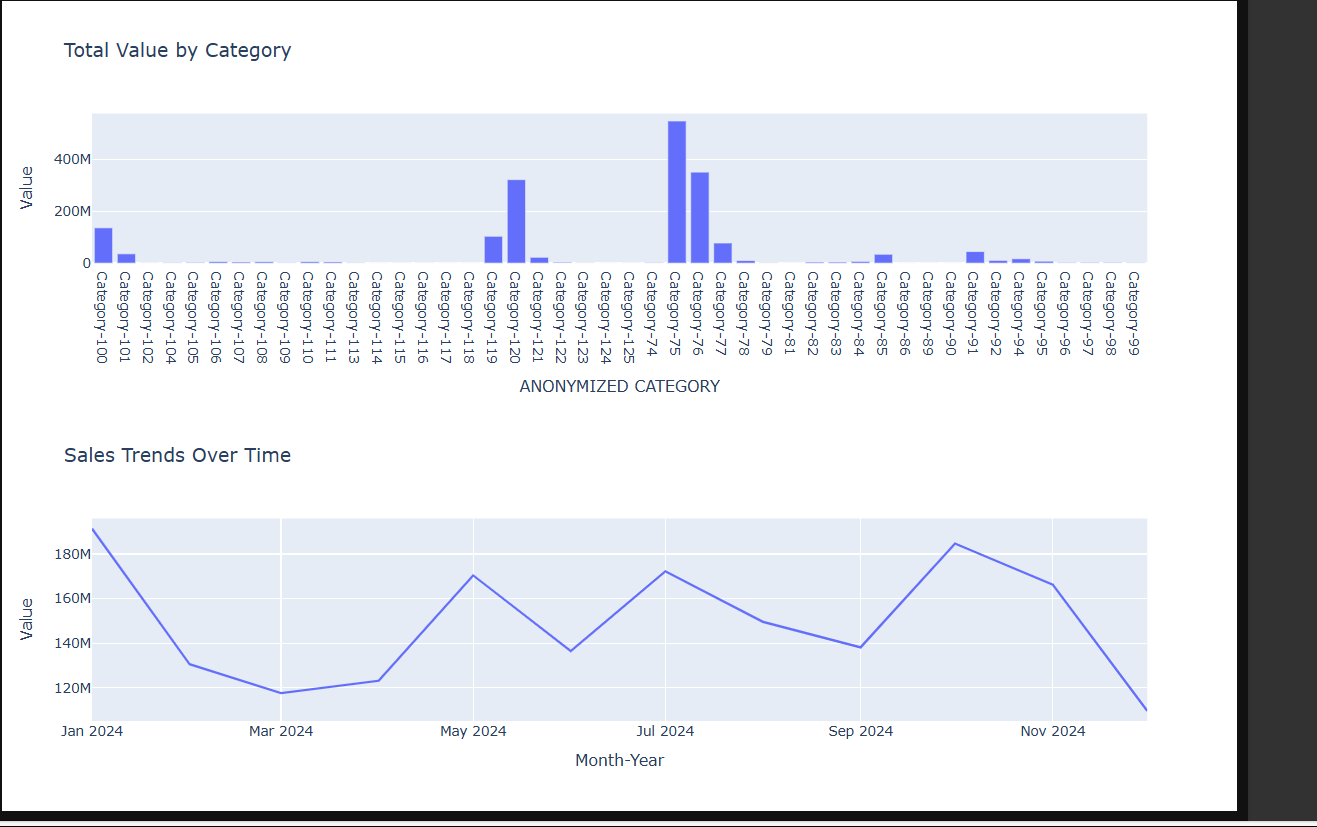 Total Value by Category
Value
400M
200M
0
Category-100
Category-101
Category-102
Category-104
Category-105
Category-106
Category-107
Category-108
Category-109
Category-110
Category-111
Category-113
Category-114
Category-115
Category-116
Category-117
Category-118
Category-119
Category-120
Category-121
Category-122
Category-123
Category-124
Category-125
Category-74
Category-75
Category-76
Category-77
Category-78
Category-79
Category-81
Category-82
Category-83
Category-84
Category-85
Category-86
Category-89
Category-90
Category-91
Category-92
Category-94
Category-95
Category-96
Category-97
Category-98
Category-99
ANONYMIZED CATEGORY
Sales Trends Over Time
Value
180M
160M
140M
120M
Jan 2024
Mar 2024
May 2024
Jul 2024
Sep 2024
Nov 2024
Month-Year